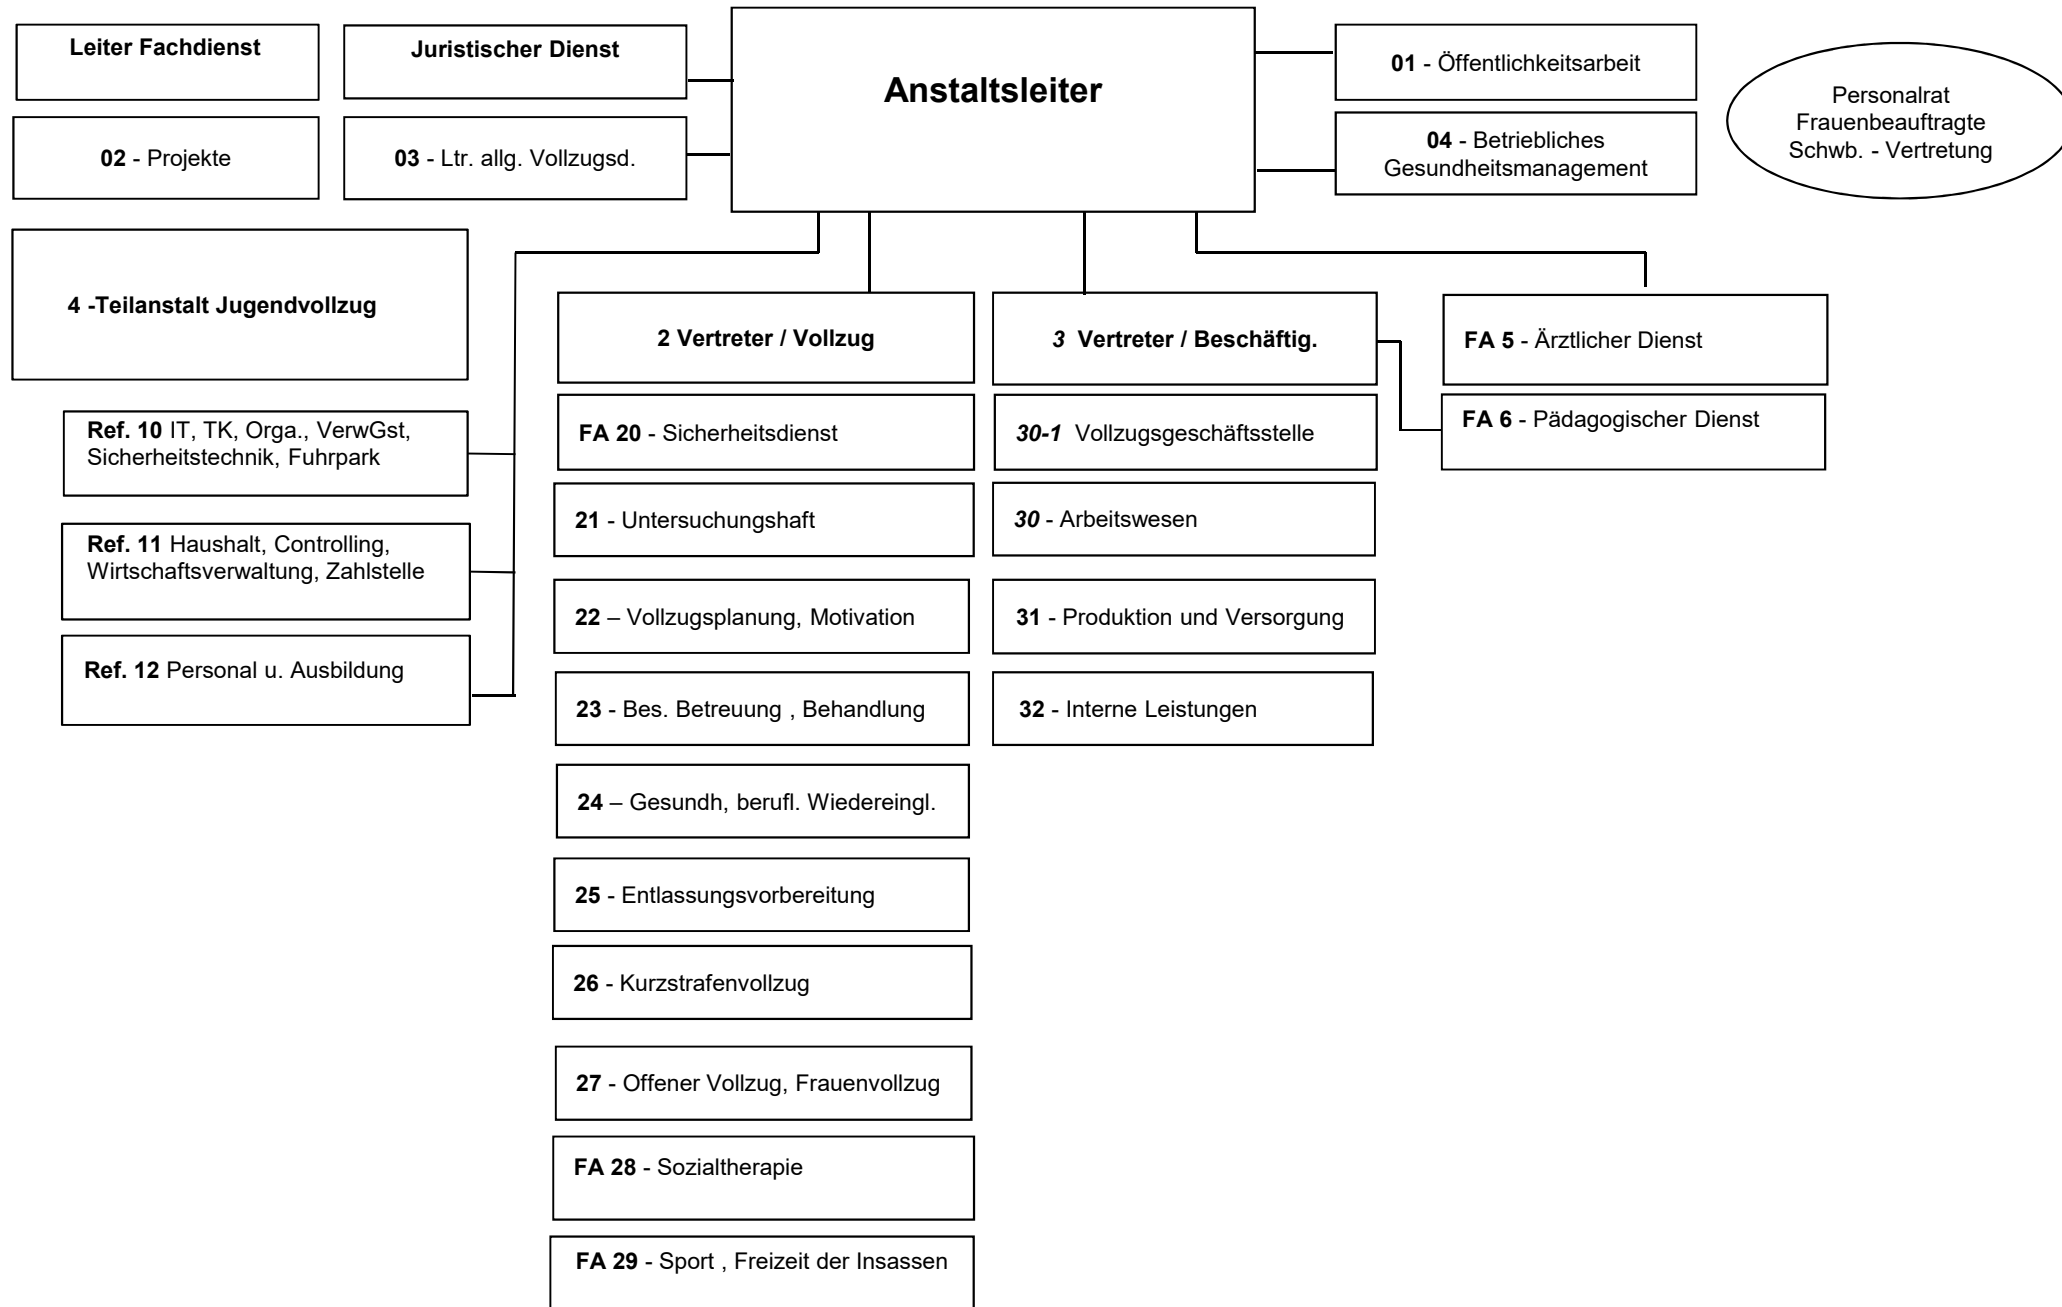 Leiter Fachdienst
Juristischer Dienst
Anstaltsleiter
01 - Öffentlichkeitsarbeit
Personalrat
Frauenbeauftragte
Schwb. - Vertretung
02 - Projekte
03 - Ltr. allg. Vollzugsd.
04 - Betriebliches
Gesundheitsmanagement
4 -Teilanstalt Jugendvollzug
Ref. 10 IT, TK, Orga., VerwGst,
Sicherheitstechnik, Fuhrpark
Ref. 11 Haushalt, Controlling,
Wirtschaftsverwaltung, Zahlstelle
Ref. 12 Personal u. Ausbildung
2 Vertreter / Vollzug
FA 20 - Sicherheitsdienst
21 - Untersuchungshaft
22 – Vollzugsplanung, Motivation
23 - Bes. Betreuung , Behandlung
24 – Gesundh, berufl. Wiedereingl.
25 - Entlassungsvorbereitung
26 - Kurzstrafenvollzug
27 - Offener Vollzug, Frauenvollzug
FA 28 - Sozialtherapie
FA 29 - Sport , Freizeit der Insassen
3 Vertreter / Beschäftig.
30-1 Vollzugsgeschäftsstelle
30 - Arbeitswesen
31 - Produktion und Versorgung
32 - Interne Leistungen
FA 5 - Ärztlicher Dienst
FA 6 - Pädagogischer Dienst